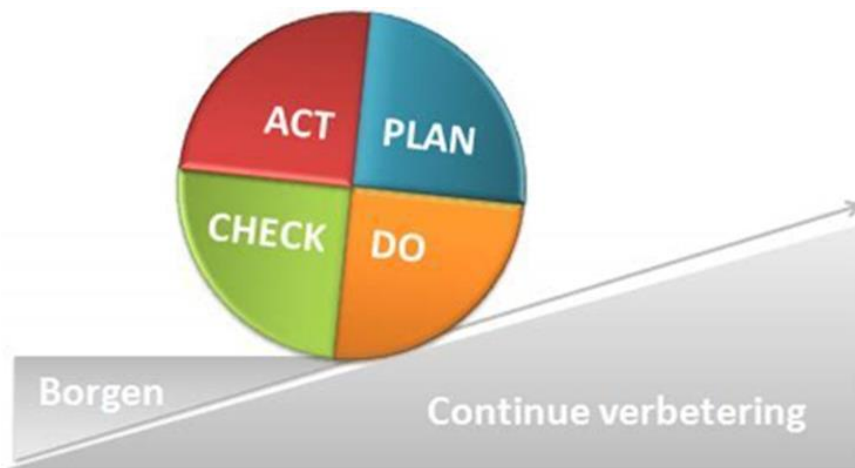 ACT
PLAN
CHECK
DO
Borgen
Continue verbetering